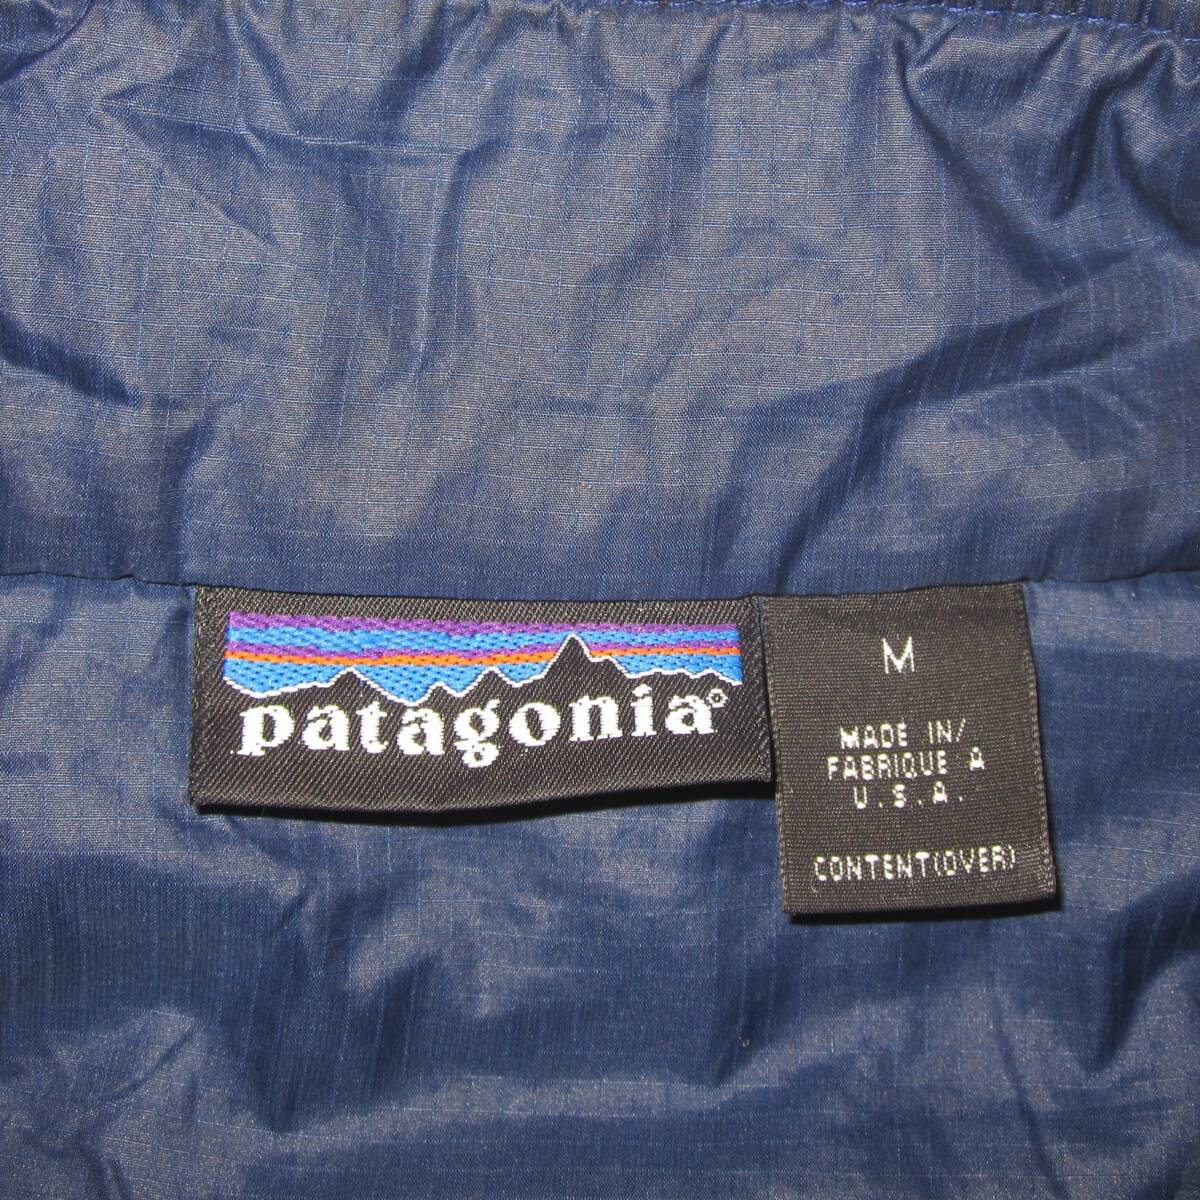 patagonia®
M
MADE IN/
FABRIQUE A
U.S.A.
CONTENT(OVER)